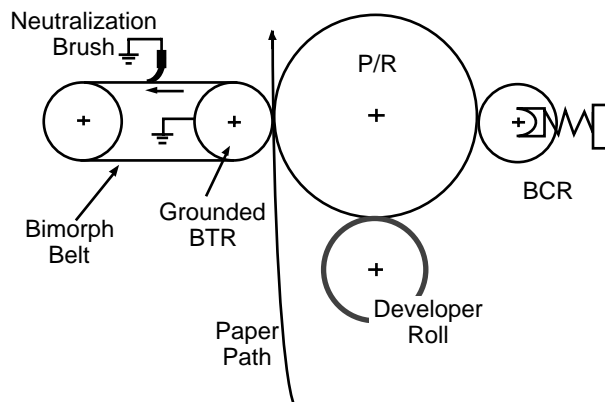 Neutralization
Brush
P/R
BCR
Grounded
BTR
Bimorph
Belt
Developer
Roll
Paper
Path